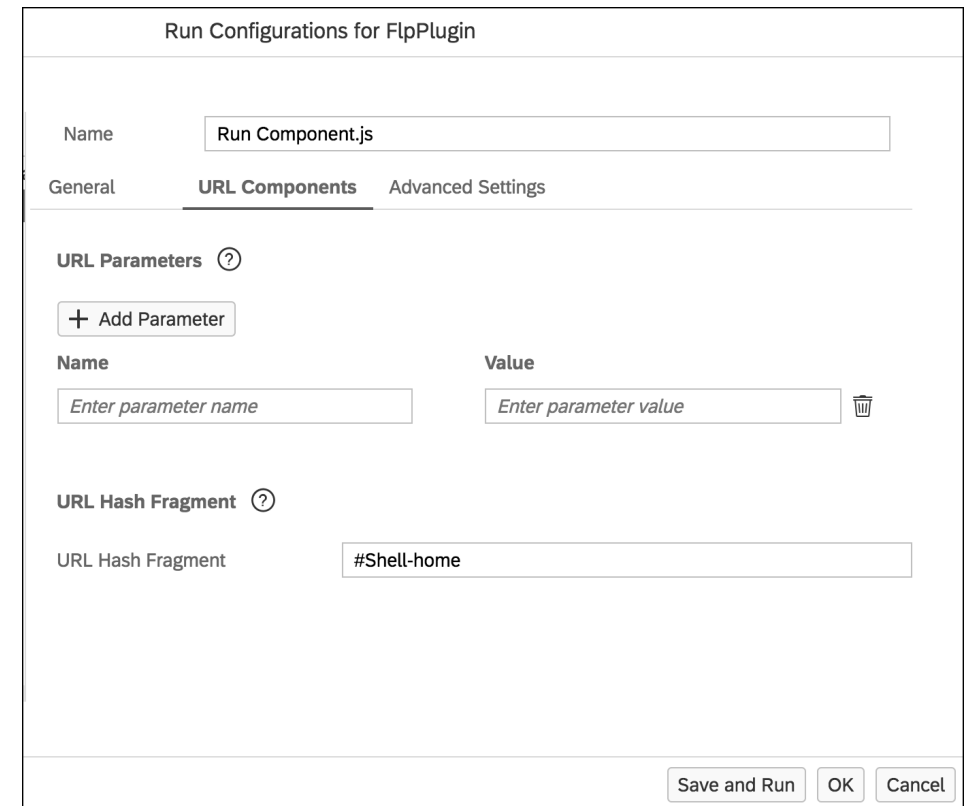 Run Configurations for FlpPlugin
Name Run Component.js
General URL Components Advanced Settings
URL Parameters ?
+ Add Parameter
Name Value
Enter parameter name Enter parameter value
URL Hash Fragment ?
URL Hash Fragment #Shell-home
Save and Run OK Cancel